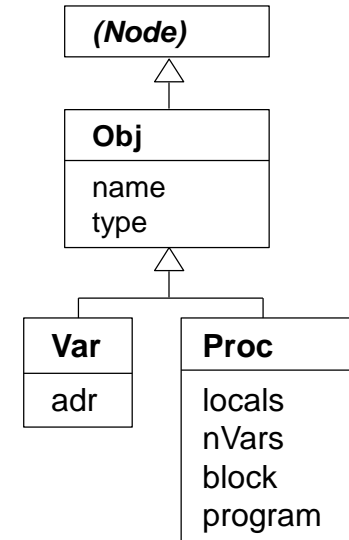 (Node)
Obj
name
type
Var
adr
Proc
locals
nVars
block
program